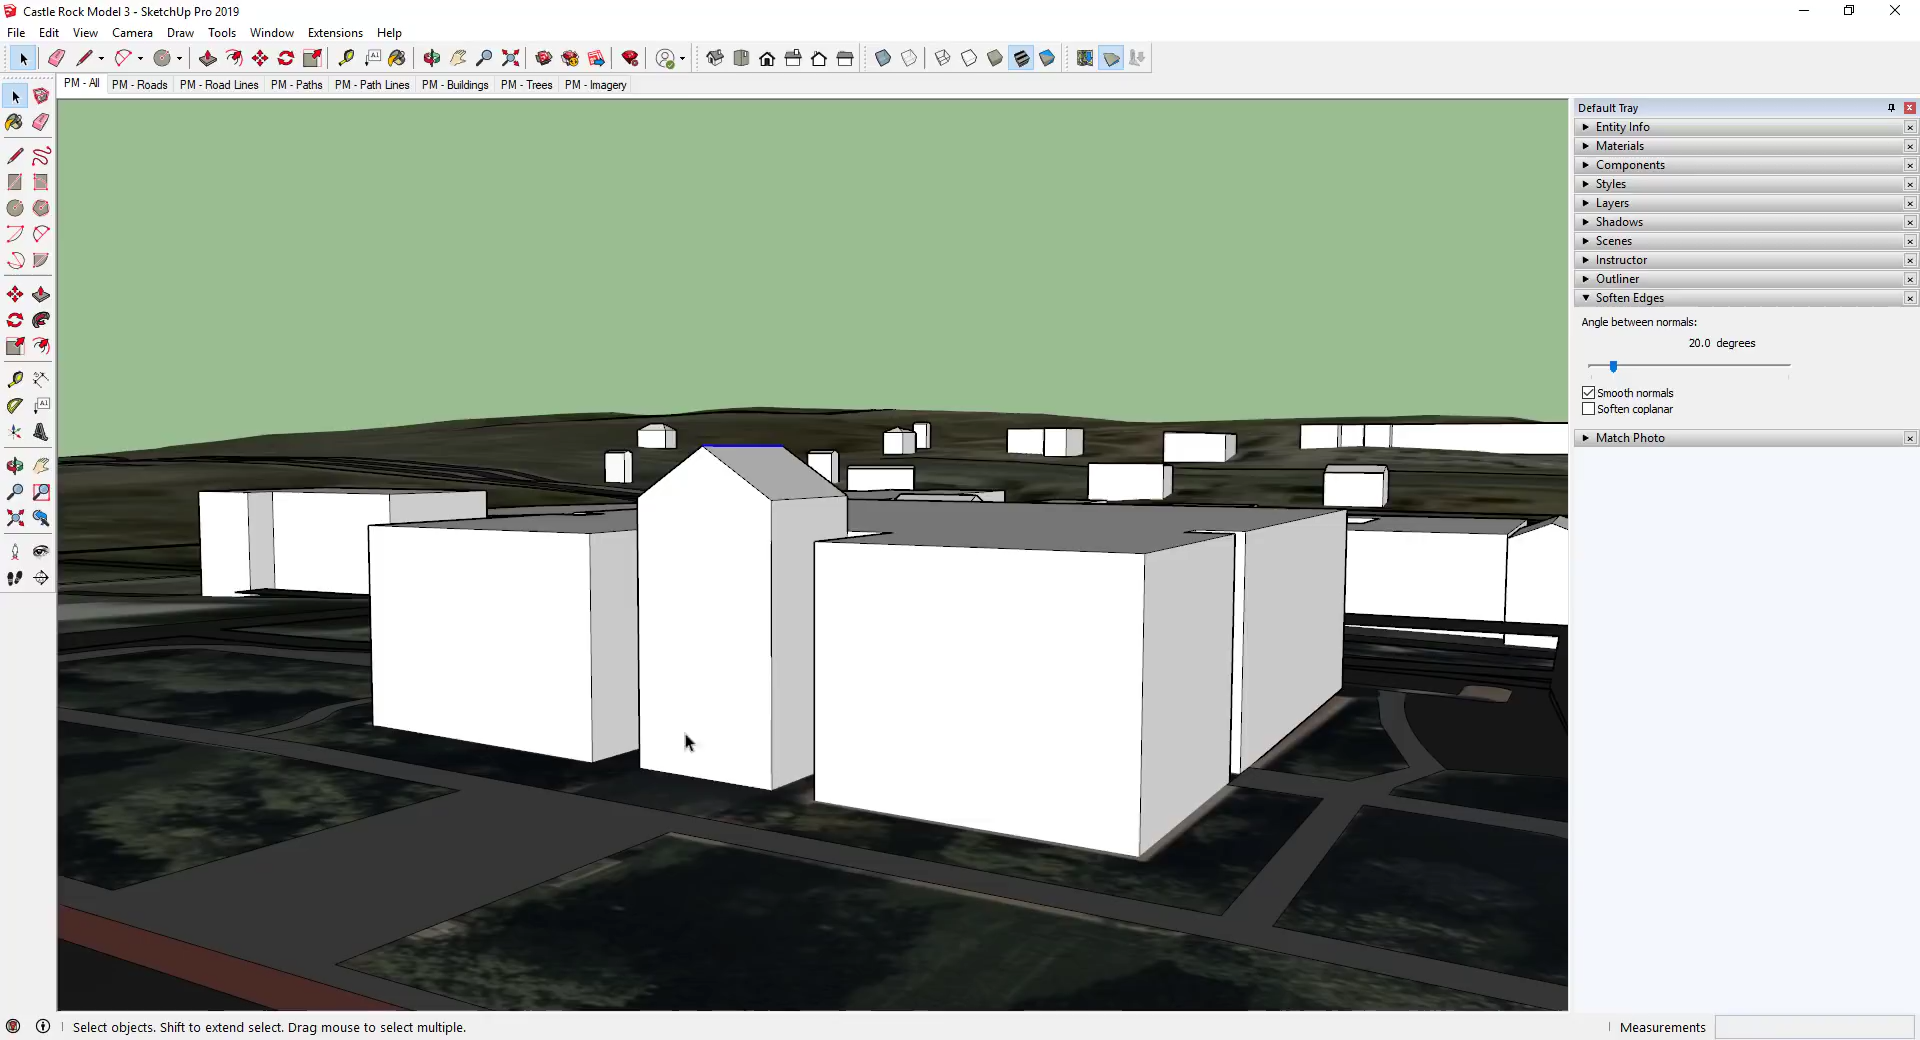 Castle Rock Model 3 - SketchUp Pro 2019
File Edit View Camera Draw Tools Window Extensions Help
PM - All PM - Roads PM - Road Lines PM - Paths PM - Path Lines PM - Buildings PM - Trees PM - Imagery
Default Tray
Entity Info
Materials
Components
Styles
Layers
Shadows
Scenes
Instructor
Outliner
Soften Edges
Angle between normals:
20.0 degrees
Smooth normals
Soften coplanar
Match Photo
Select objects. Shift to extend select. Drag mouse to select multiple.
Measurements